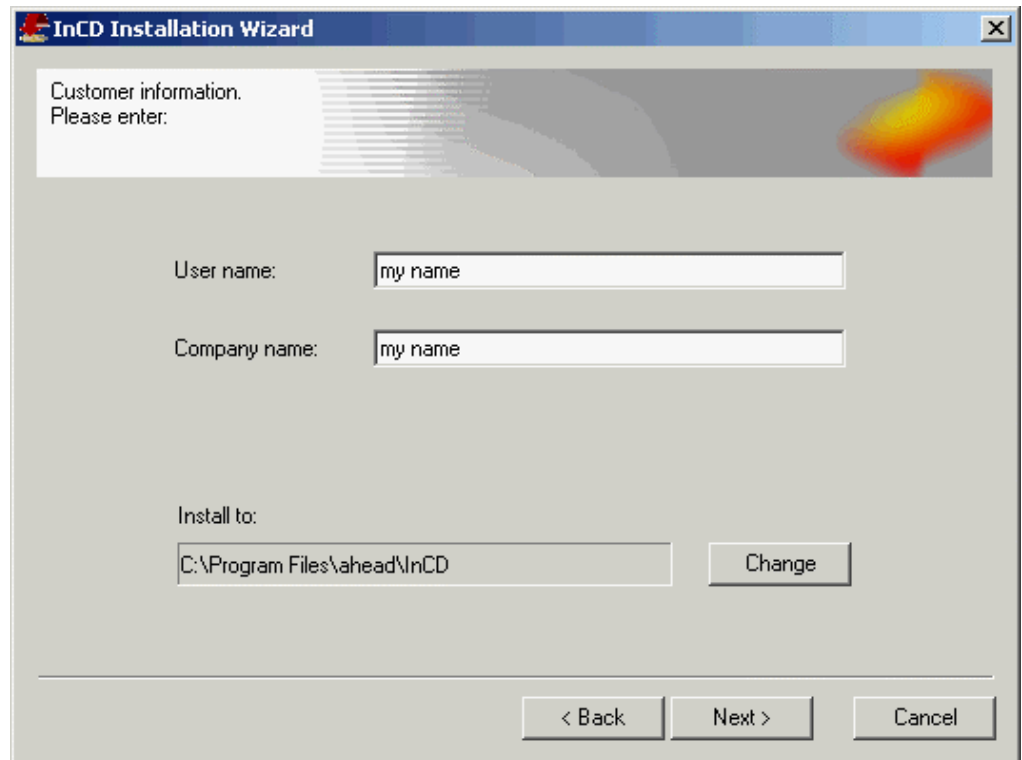 InCD Installation Wizard
Customer information.
Please enter:
User name:
my name
Company name:
my name
Install to:
C:\Program Files\ahead\InCD
Change
< Back
Next >
Cancel